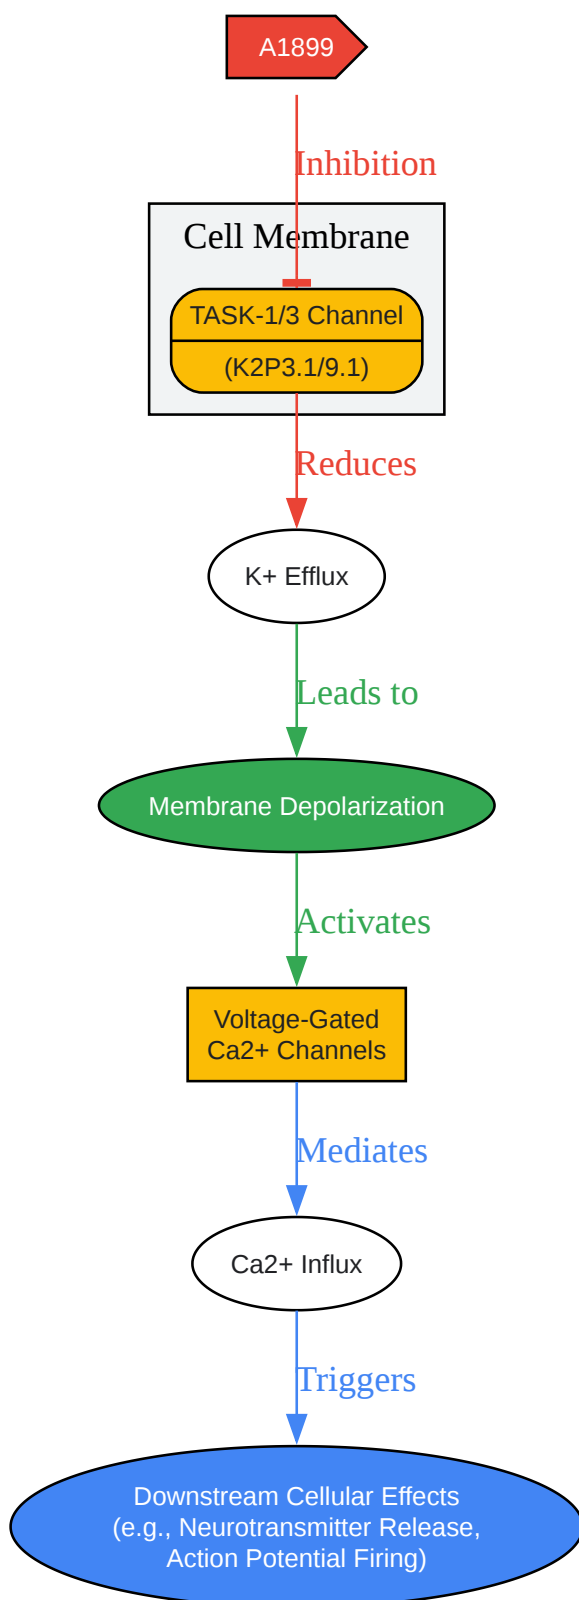 A1899
Inhibition
Cell Membrane
TASK-1/3 Channel
(K2P3.1/9.1)
Reduces
K+ Efflux
Leads to
Membrane Depolarization
Activates
Voltage-Gated
Ca2+ Channels
Mediates
Ca2+ Influx
Triggers
Downstream Cellular Effects
(e.g., Neurotransmitter Release,
Action Potential Firing)